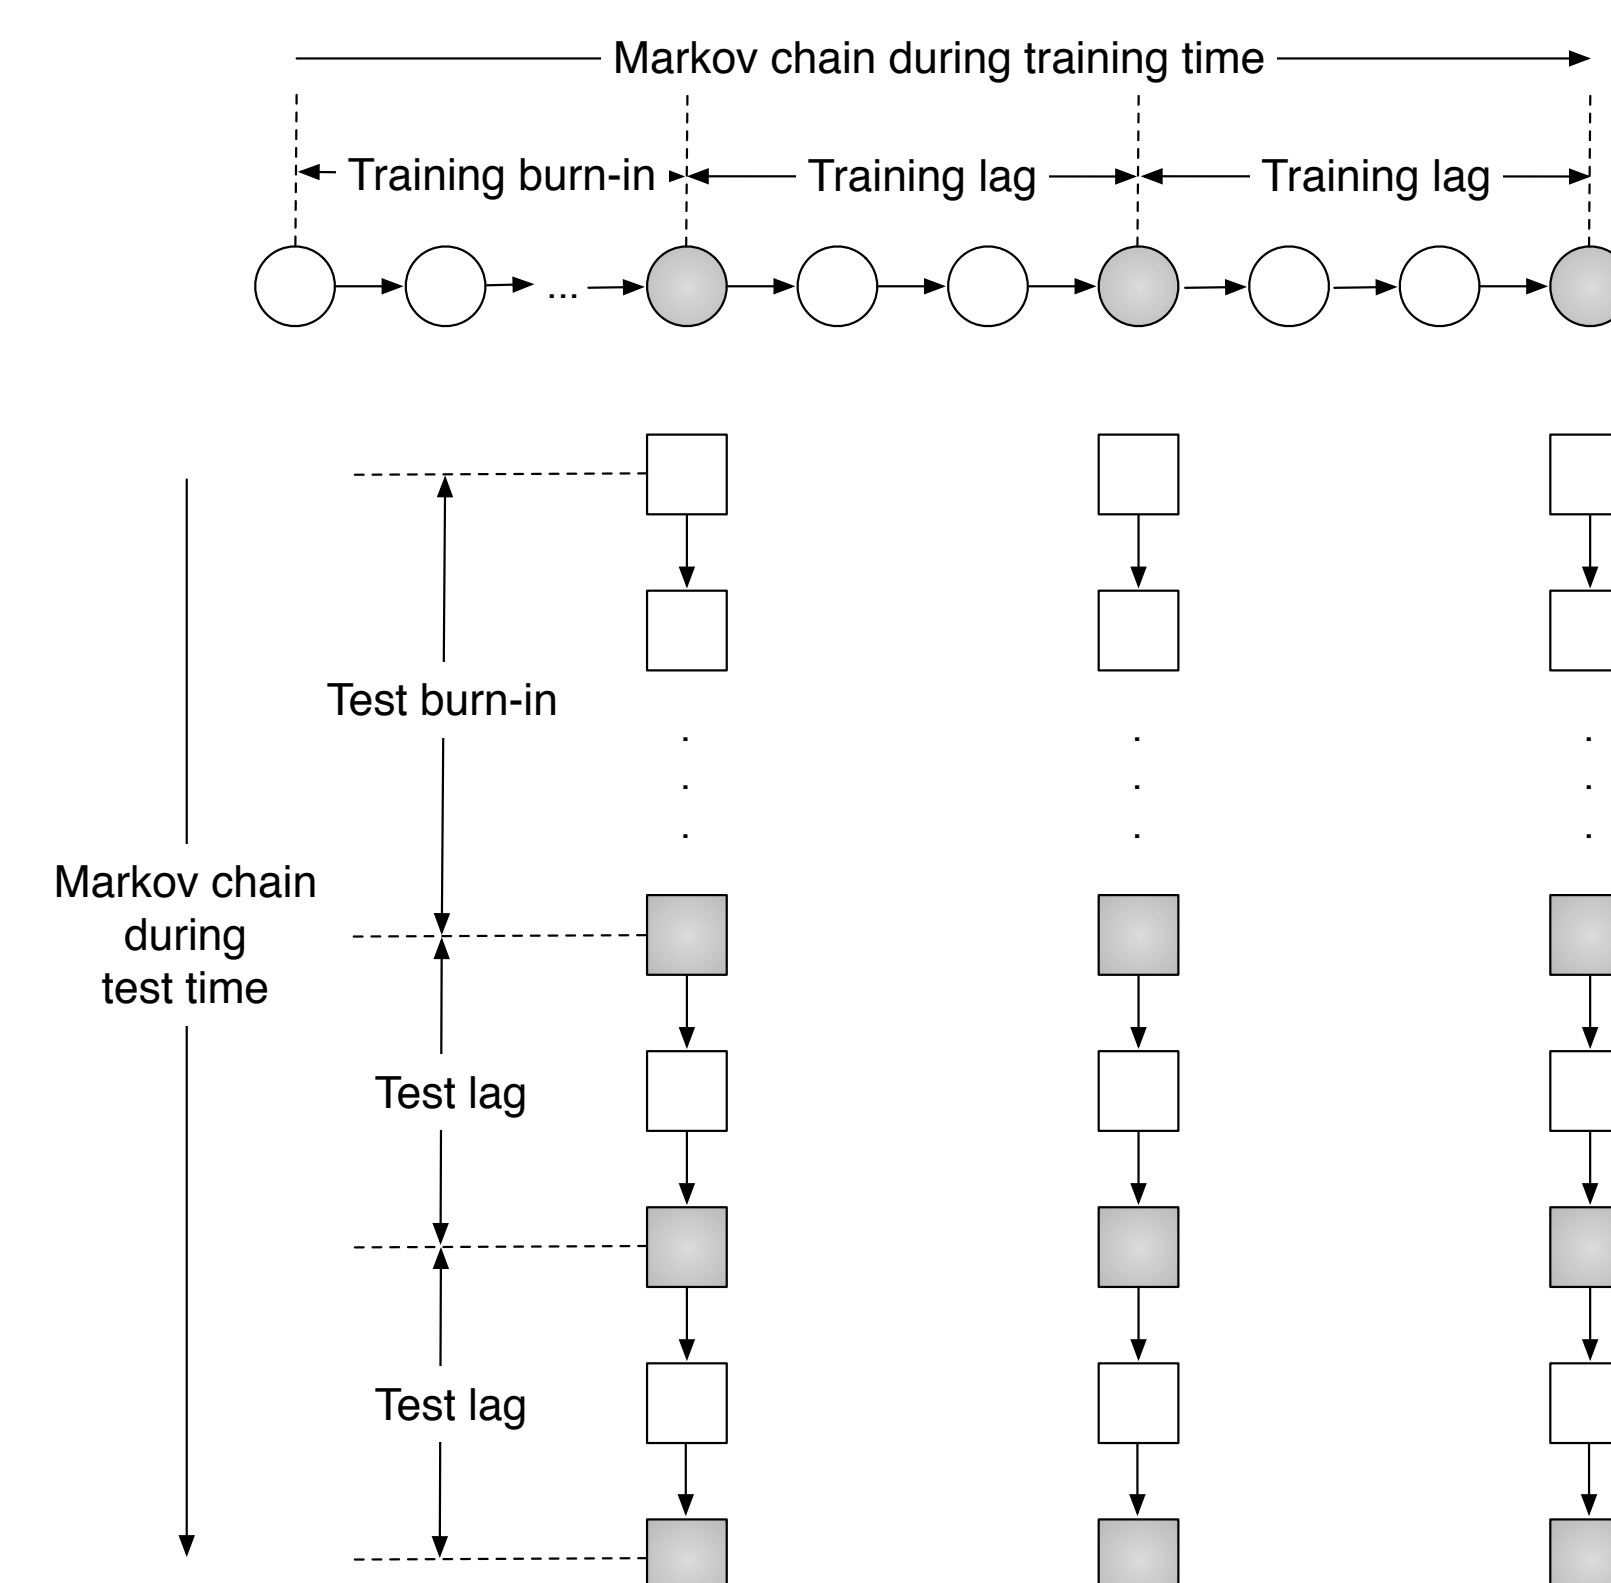 Markov chain during training time
Training burn-in
Training lag
Training lag
...
Test burn-in
.
.
.
.
.
.
.
.
.
Markov chain
during
test time
Test lag
Test lag